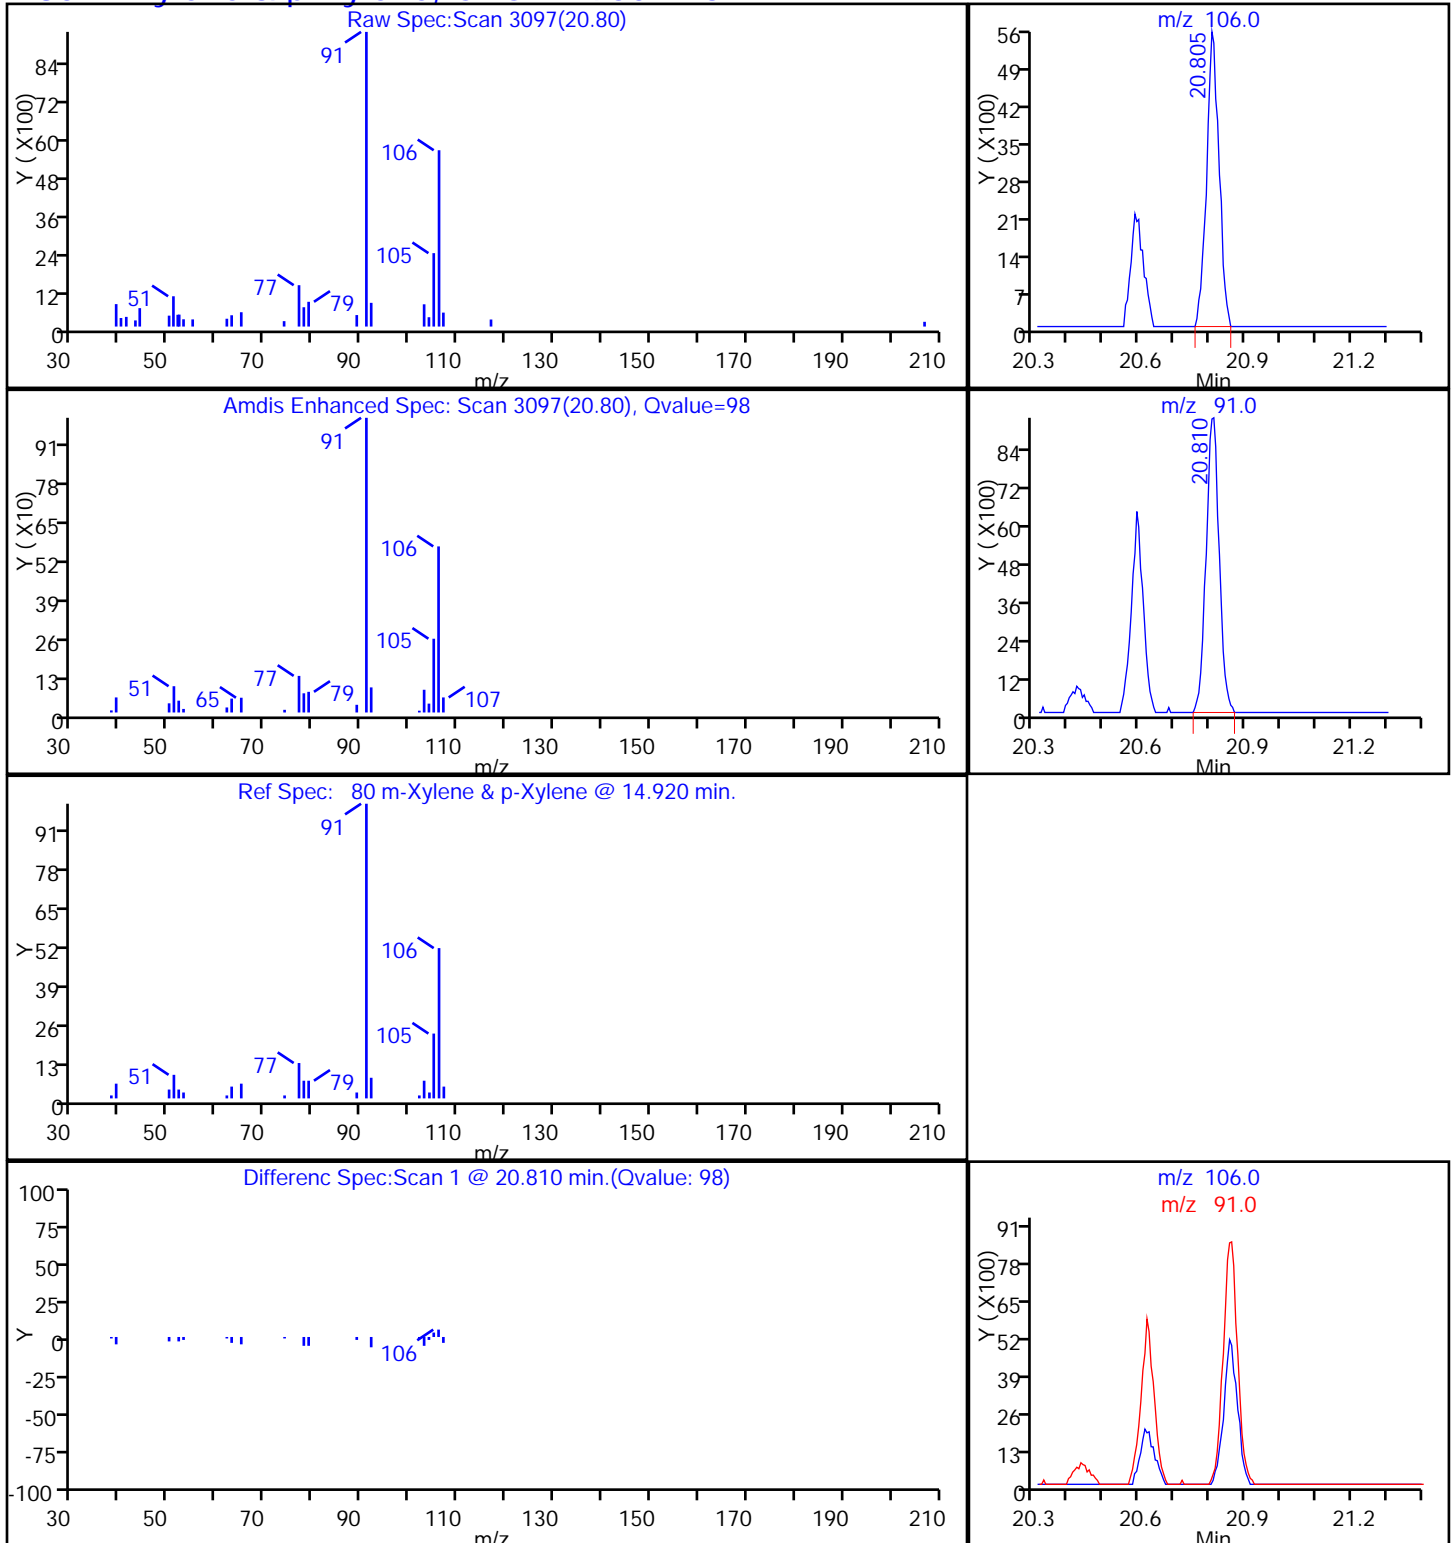 Raw Spec:Scan 3097(20.80)
Y ( X100)
84
72
60
48
36
24
12
0
91
106
105
77
79
51
30 50 70 90 110 130 150 170 190 210
m/z
m/z 106.0
Y ( X100)
56
49
42
35
28
21
14
7
0
20.805
20.3 20.6 20.9 21.2
Min
Amdis Enhanced Spec: Scan 3097(20.80), Qvalue=98
Y ( X10)
91
78
65
52
39
26
13
0
91
106
105
77
79
51
65
107
30 50 70 90 110 130 150 170 190 210
m/z
m/z 91.0
Y ( X100)
84
72
60
48
36
24
12
0
20.810
20.3 20.6 20.9 21.2
Min
Ref Spec: 80 m-Xylene & p-Xylene @ 14.920 min.
Y
91
78
65
52
39
26
13
0
91
106
105
77
79
51
30 50 70 90 110 130 150 170 190 210
m/z
Differenc Spec:Scan 1 @ 20.810 min.(Qvalue: 98)
Y
100
75
50
25
0
-25
-50
-75
-100
106
30 50 70 90 110 130 150 170 190 210
m/z
m/z 106.0
m/z 91.0
Y ( X100)
91
78
65
52
39
26
13
0
20.3 20.6 20.9 21.2
Min